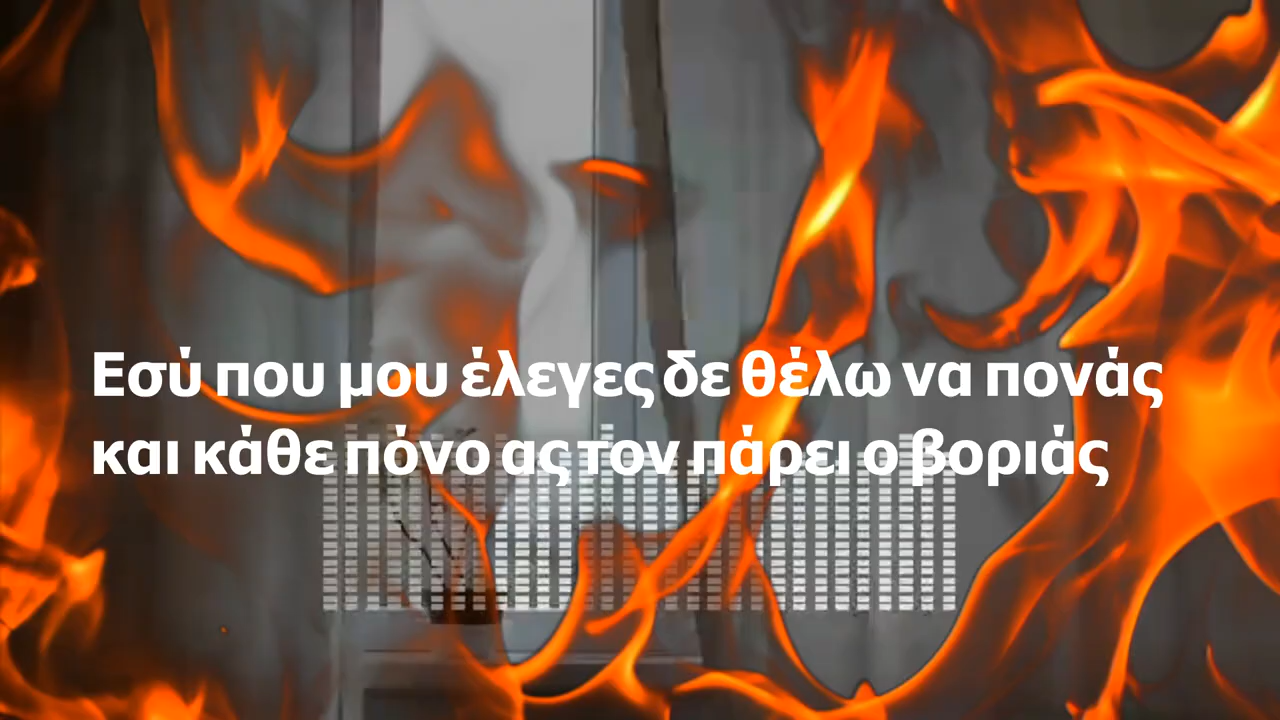 Εσύ που μου έλεγες δε θέλω να πονάς
και κάθε πόνο ας τον πάρει ο βοριάς